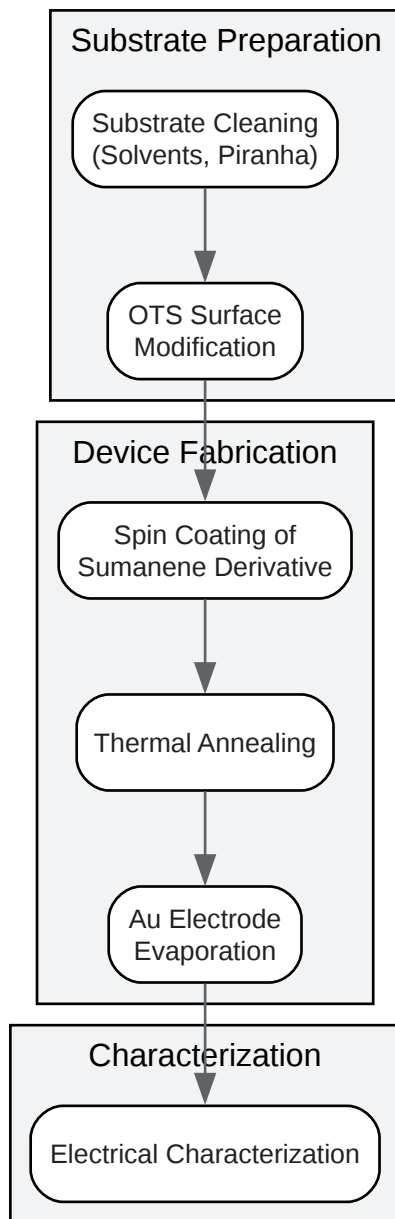 Substrate Preparation
Substrate Cleaning
(Solvents, Piranha)
OTS Surface
Modification
Device Fabrication
Spin Coating of
Sumanene Derivative
Thermal Annealing
Au Electrode
Evaporation
Characterization
Electrical Characterization